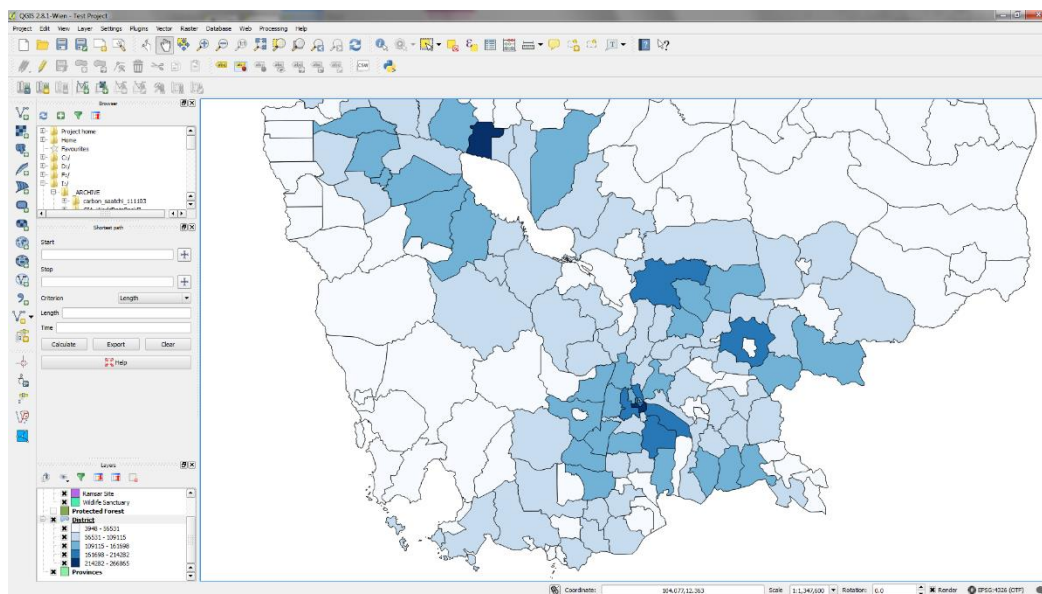 QGIS 2.8.1-Wien - Test Project
Project Edit View Layer Settings Plugins Vector Raster Database Web Processing Help
CSW
Browser
Project home
Home
Favourites
C:/
D:/
I:/
_ARCHIVE
carbon_saatchi_111103
Shortest path
Start
Stop
Criterion Length
Length
Time
Calculate Export Clear
Help
Layers
Ramsar Site
Wildlife Sanctuary
Protected Forest
District
3948 - 56531
56531 - 109115
109115 - 161698
161698 - 214282
214282 - 266865
Provinces
Coordinate: 104.077,12.363 Scale 1:1,347,600 Rotation: 0.0 Render EPSG:4326 (OTF)